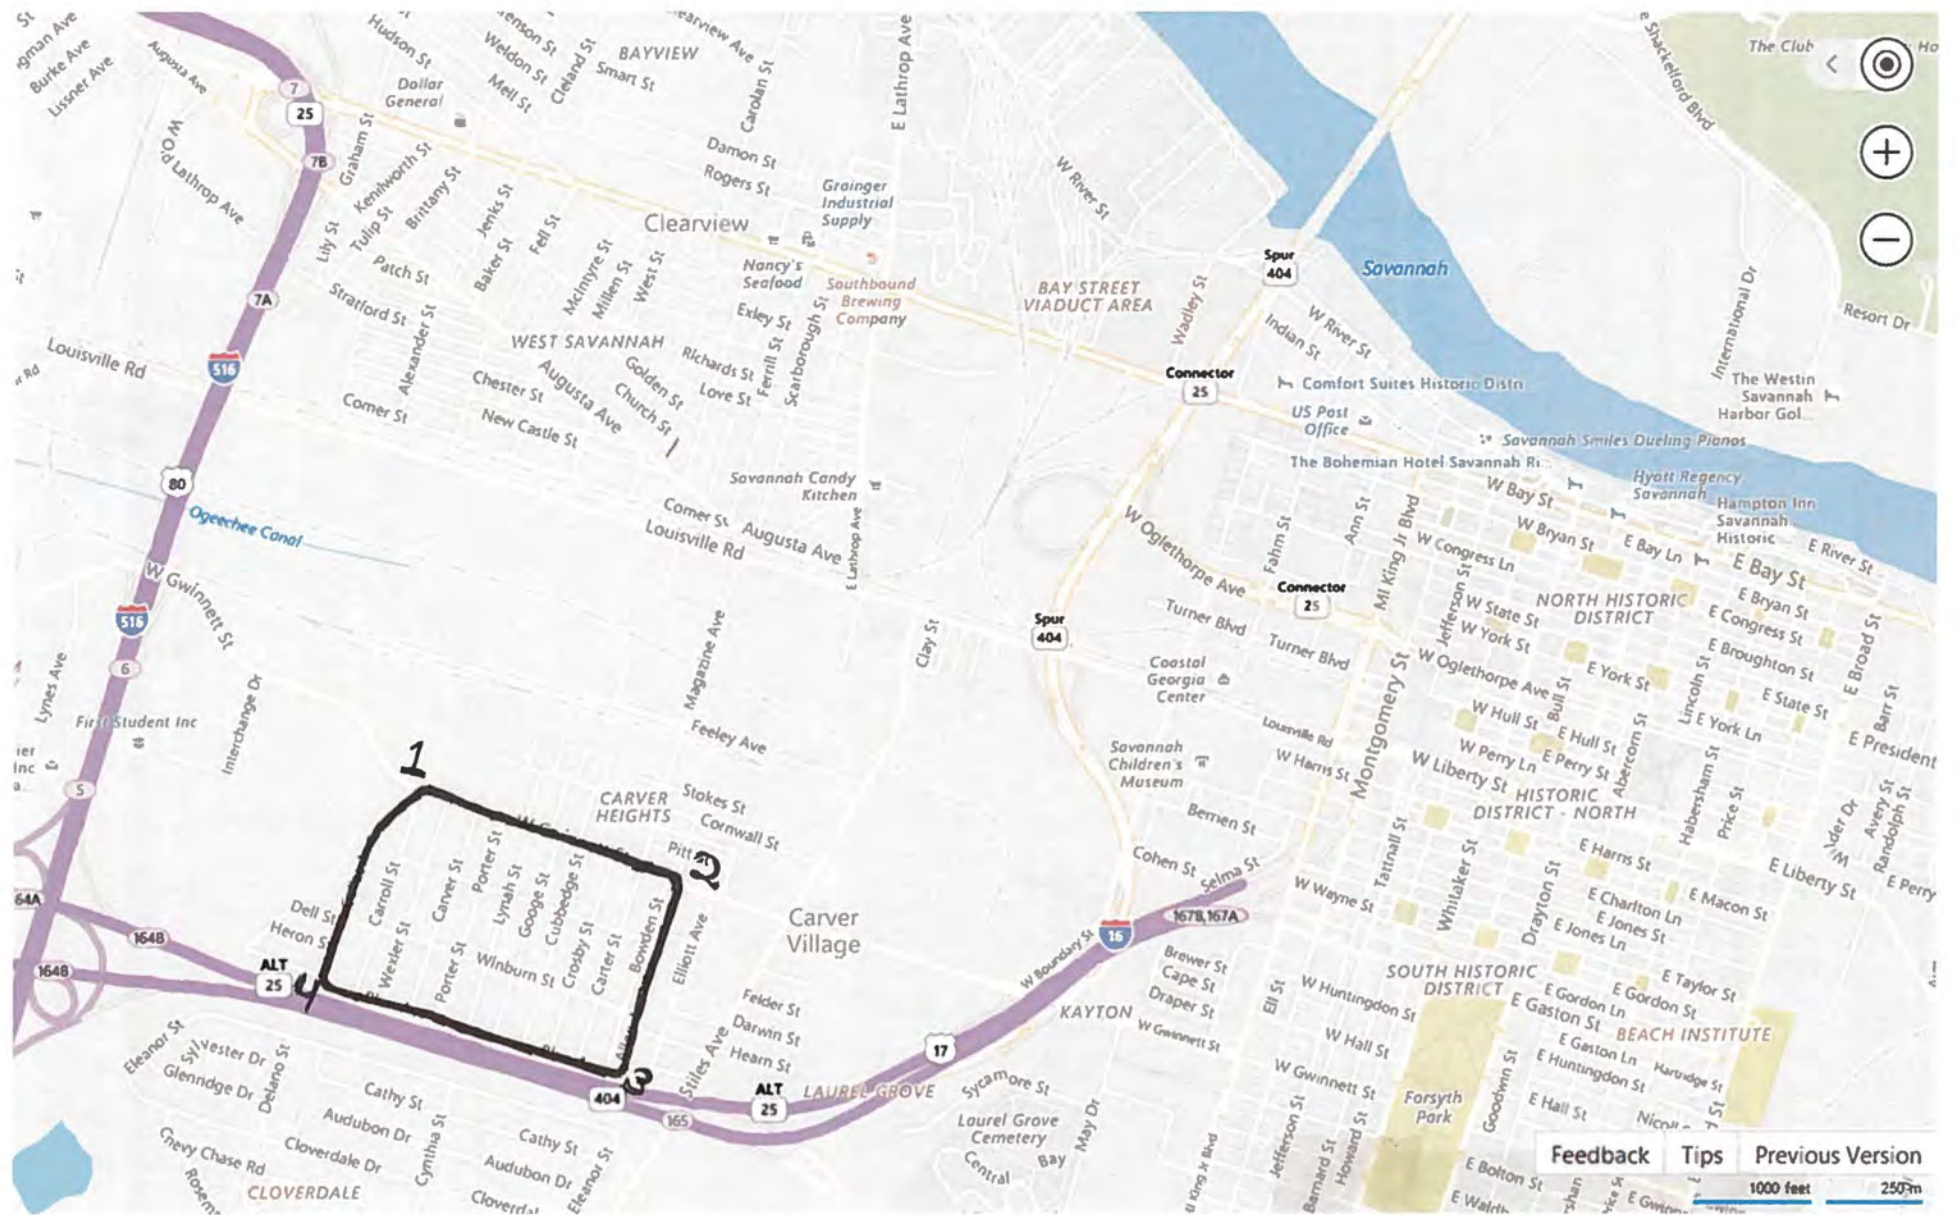 Burke Ave
Lissner Ave
Augusta Ave
Hudson St
Weldon St
Mell St
Cleland St
BAYVIEW
Smart St
Carolan St
E Lathrop Ave
The Club
Dollar
General
7
25
7B
Graham St
Kenilworth St
Brittany St
Tulip St
Lily St
Patch St
Stratford St
Jenks St
Baker St
Fell St
McIntyre St
Millen St
West St
Damon St
Rogers St
Clearview
Grainger
Industrial
Supply
Nancy's
Seafood
Southbound
Brewing
Company
Exley St
Ferrill St
Scarborough St
W River St
BAY STREET
VIADUCT AREA
Wadley St
Spur
404
Savannah
W River St
Indian St
International Dr
Resort Dr
The Westin
Savannah
Harbor Gol...
7A
516
Louisville Rd
Alexander St
Comer St
WEST SAVANNAH
Chester St
New Castle St
Augusta Ave
Golden St
Church St
Richards St
Love St
Connector
25
Comfort Suites Historic Distri
US Post
Office
Savannah Smiles Dueling Pianos
The Bohemian Hotel Savannah Ri...
Hyatt Regency
Savannah
Hampton Inn
Savannah
Historic ...
80
Ogeechee Canal
Savannah Candy
Kitchen
Comer St
Augusta Ave
Louisville Rd
E Lathrop Ave
W Oglethorpe Ave
Fahm St
Ann St
Ml King Jr Blvd
W Bay St
W Bryan St
W Congress Ln
E Bay Ln
E Bay St
E River St
W Gwinnett St
516
6
Lynes Ave
First Student Inc
Interchange Dr
Magazine Ave
Feeley Ave
Clay St
Spur
404
Turner Blvd
Turner Blvd
Connector
25
Coastal
Georgia
Center
Jefferson St
W State St
W York St
W Oglethorpe Ave
NORTH HISTORIC
DISTRICT
E Bryan St
E Congress St
E Broughton St
E State St
E York St
E York Ln
Lincoln St
E Broad St
Barr St
E President
Bull St
W Hull St
E Hull St
W Perry Ln
E Perry St
W Liberty St
Abercorn St
Habersham St
Price St
Montgomery St
Louisville Rd
W Harris St
Savannah
Children's
Museum
5
1
2
3
4
CARVER
HEIGHTS
Stokes St
Cornwall St
Carroll St
Wexler St
Carver St
Porter St
Porter St
Lynah St
Googe St
Cubbedge St
Crosby St
Carter St
Winburn St
Bowden St
Elliott Ave
Carver
Village
Berrien St
Cohen St
Selma St
HISTORIC
DISTRICT - NORTH
E Harris St
E Liberty St
E Perry
Avery St
Randolph St
Tattnall St
Whitaker St
Drayton St
W Wayne St
E Charlton Ln
E Macon St
E Jones St
E Jones Ln
64A
164B
164B
Dell St
Heron S
ALT
25
167B,167A
16
W Boundary St
Brewer St
Cape St
Draper St
W Gwinnett St
KAYTON
Ell St
W Huntingdon St
SOUTH HISTORIC
DISTRICT
E Taylor St
E Gordon Ln
E Gordon St
E Gaston St
E Gaston Ln
BEACH INSTITUTE
E Huntingdon St
Hartridge St
E Hall St
W Hall St
W Gwinnett St
Goodwin St
Forsyth
Park
Felder St
Darwin St
Hearn St
Stiles Ave
17
404
165
ALT
25
LAUREL GROVE
Sycamore St
Laurel Grove
Cemetery
Central
Bay
May Dr
Jefferson St
Barnard St
Howard St
Eleanor St
Sylvester Dr
Glenridge Dr
Delano St
Cathy St
Audubon Dr
Cloverdale Dr
Cynthia St
Cathy St
Audubon Dr
Eleanor St
Chevy Chase Rd
CLOVERDALE
E Bolton St
Feedback
Tips
Previous Version
1000 feet
250 m